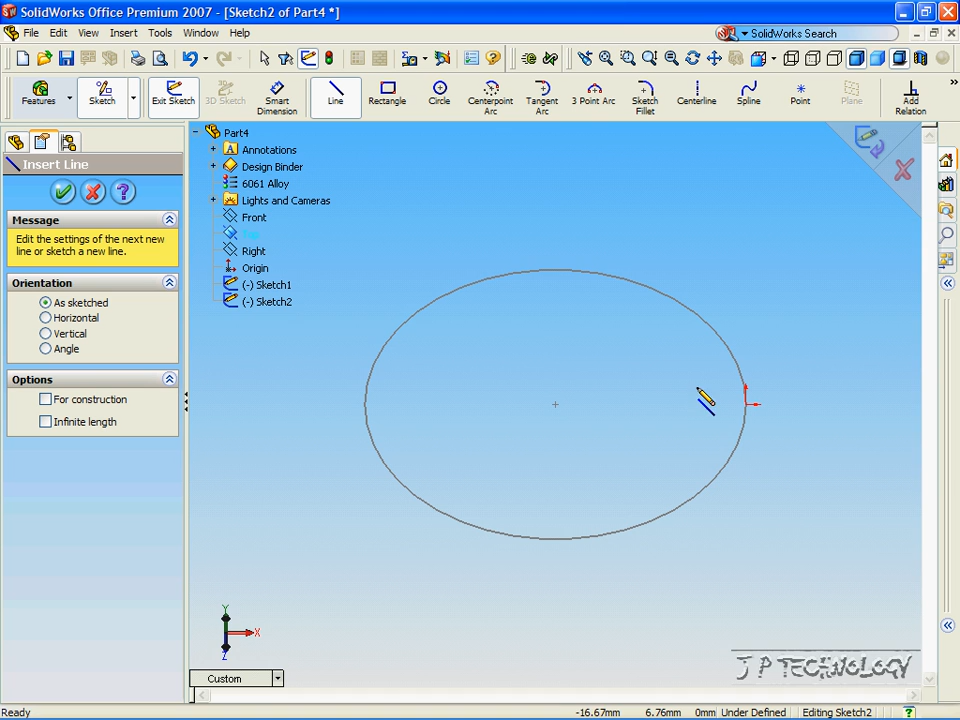 SolidWorks Office Premium 2007 - [Sketch2 of Part4 *]
File Edit View Insert Tools Window Help SolidWorks Search
Features Sketch Exit Sketch 3D Sketch Smart Dimension Line Rectangle Circle Centerpoint Arc Tangent Arc 3 Point Arc Sketch Fillet Centerline Spline Point Plane Add Relation
Insert Line
Message
Edit the settings of the next new
line or sketch a new line.
Orientation
As sketched
Horizontal
Vertical
Angle
Options
For construction
Infinite length
Part4
A Annotations
Design Binder
6061 Alloy
Lights and Cameras
Front
Top
Right
Origin
(-) Sketch1
(-) Sketch2
Y
X
Z
Custom
J P TECHNOLOGY
Ready -16.67mm 6.76mm 0mm Under Defined Editing Sketch2